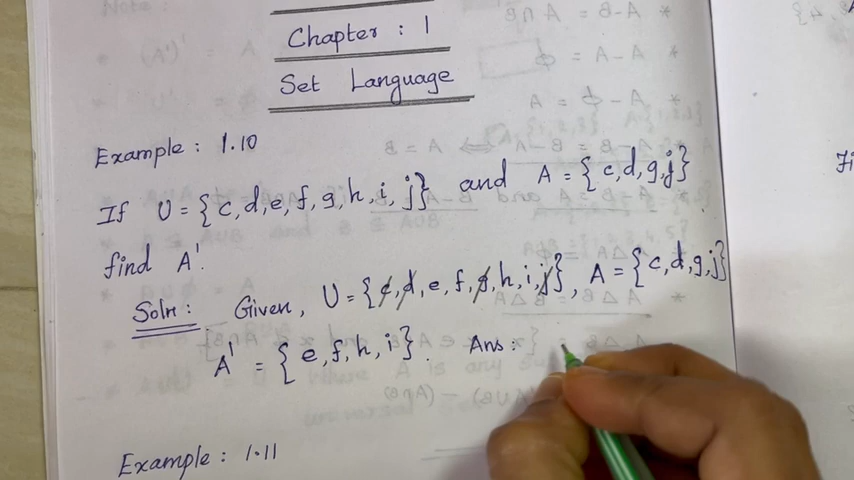 Chapter : 1
Set Language
Example : 1.10
If U = {c, d, e, f, g, h, i, j} and A = {c, d, g, j}
find A'.
Soln : Given, U = {c, d, e, f, g, h, i, j}, A = {c, d, g, j}
A' = {e, f, h, i}. Ans :
Example : 1.11